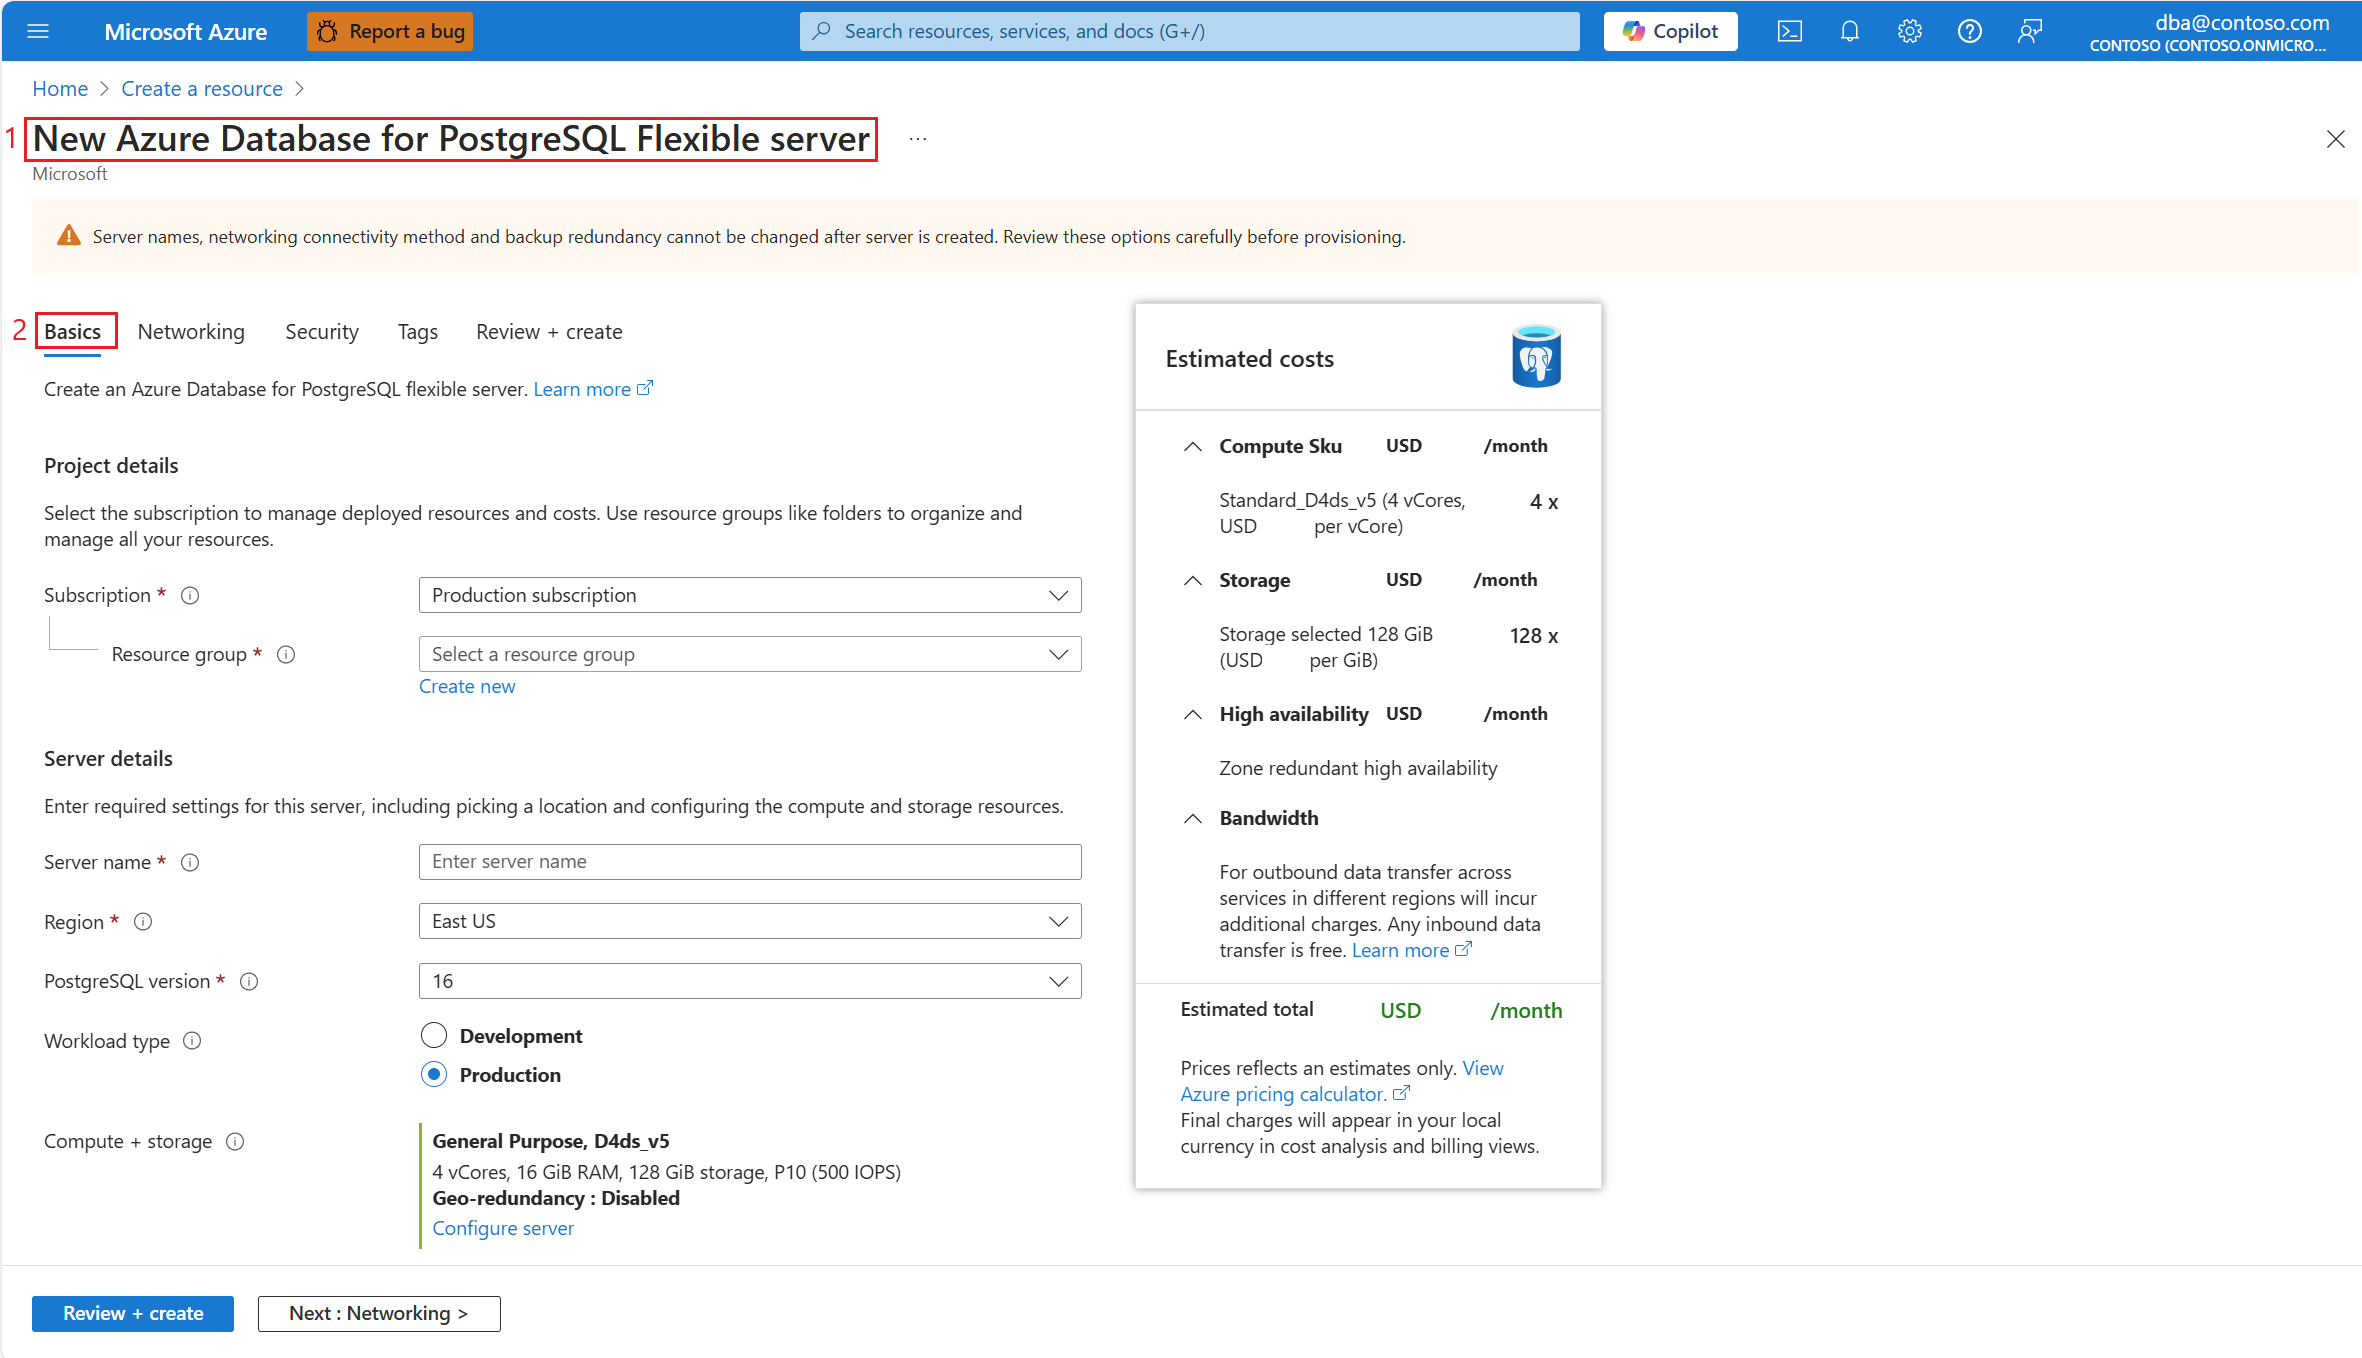 Microsoft Azure
Report a bug
Search resources, services, and docs (G+/)
Copilot
dba@contoso.com
CONTOSO (CONTOSO.ONMICRO...
Home > Create a resource >
1
New Azure Database for PostgreSQL Flexible server ...
Microsoft
Server names, networking connectivity method and backup redundancy cannot be changed after server is created. Review these options carefully before provisioning.
2
Basics Networking Security Tags Review + create
Create an Azure Database for PostgreSQL flexible server. Learn more
Project details
Select the subscription to manage deployed resources and costs. Use resource groups like folders to organize and
manage all your resources.
Subscription * Production subscription
Resource group * Select a resource group
Create new
Server details
Enter required settings for this server, including picking a location and configuring the compute and storage resources.
Server name * Enter server name
Region * East US
PostgreSQL version * 16
Workload type
Development
Production
Compute + storage
General Purpose, D4ds_v5
4 vCores, 16 GiB RAM, 128 GiB storage, P10 (500 IOPS)
Geo-redundancy : Disabled
Configure server
Estimated costs
Compute Sku USD /month
Standard_D4ds_v5 (4 vCores, 4 x
USD per vCore)
Storage USD /month
Storage selected 128 GiB 128 x
(USD per GiB)
High availability USD /month
Zone redundant high availability
Bandwidth
For outbound data transfer across
services in different regions will incur
additional charges. Any inbound data
transfer is free. Learn more
Estimated total USD /month
Prices reflects an estimates only. View
Azure pricing calculator.
Final charges will appear in your local
currency in cost analysis and billing views.
Review + create
Next : Networking >